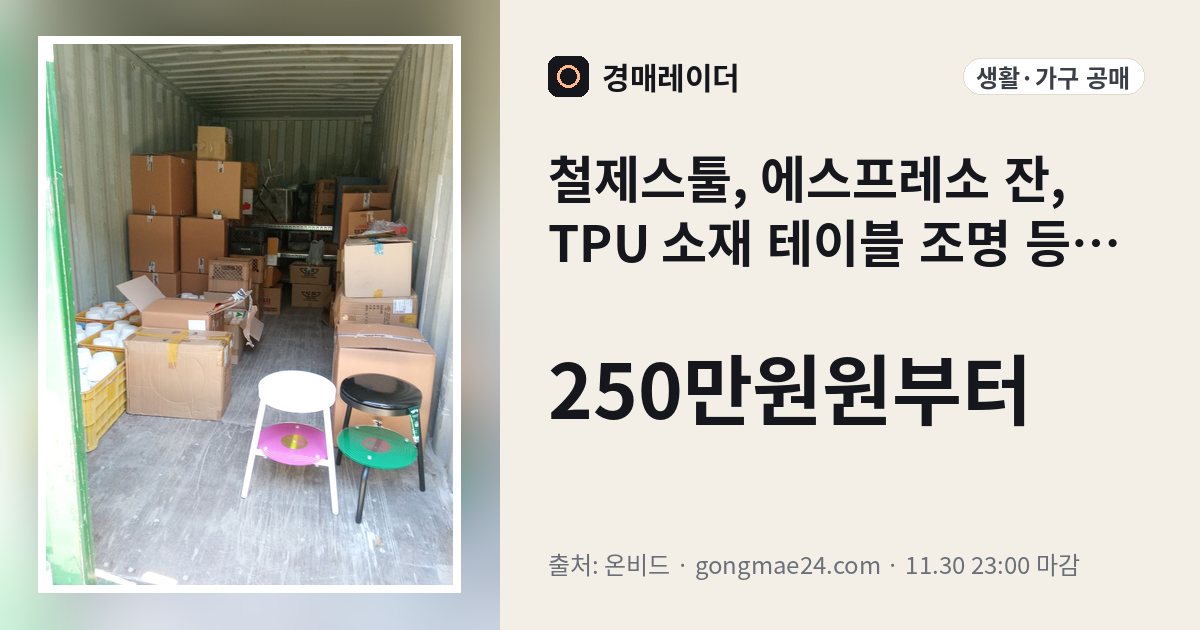 경매레이더
생활·가구 공매
철제스툴, 에스프레소 잔,
TPU 소재 테이블 조명 등…
250만원원부터
출처: 온비드 · gongmae24.com · 11.30 23:00 마감